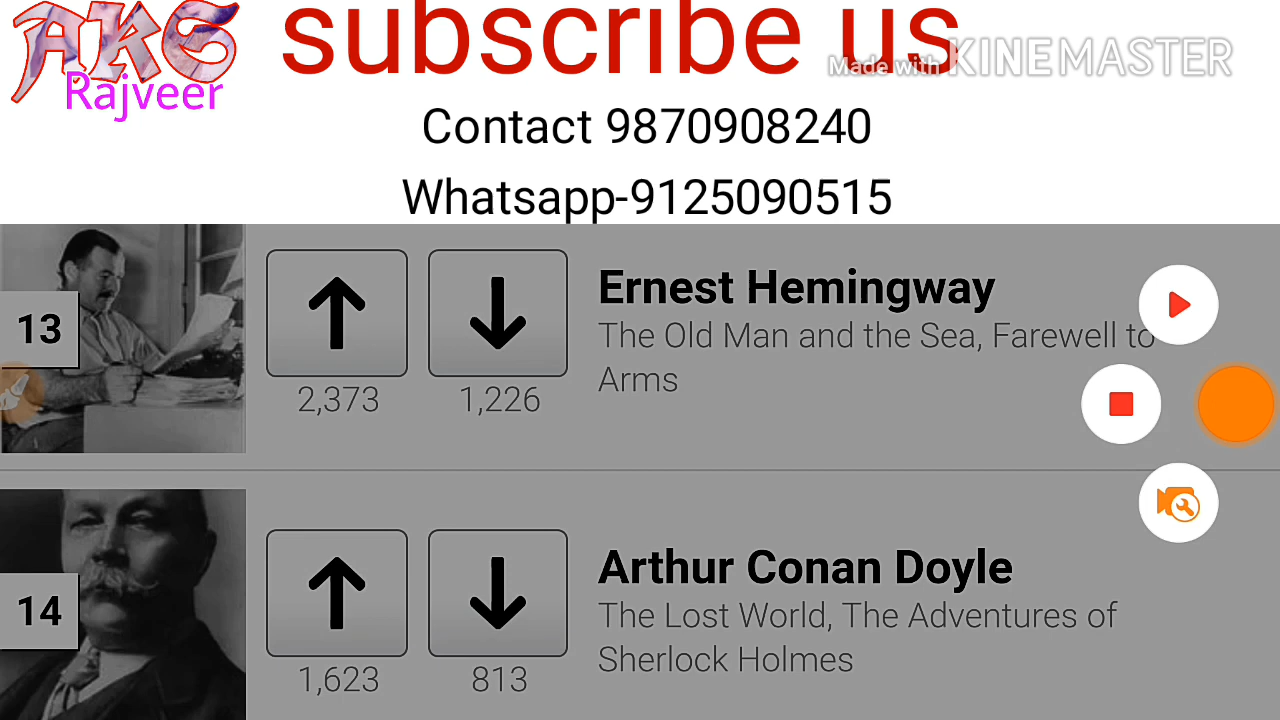 AKG
Rajveer
subscribe us
Made with KINEMASTER
Contact 9870908240
Whatsapp-9125090515
13
2,373
1,226
Ernest Hemingway
The Old Man and the Sea, Farewell to
Arms
14
1,623
813
Arthur Conan Doyle
The Lost World, The Adventures of
Sherlock Holmes